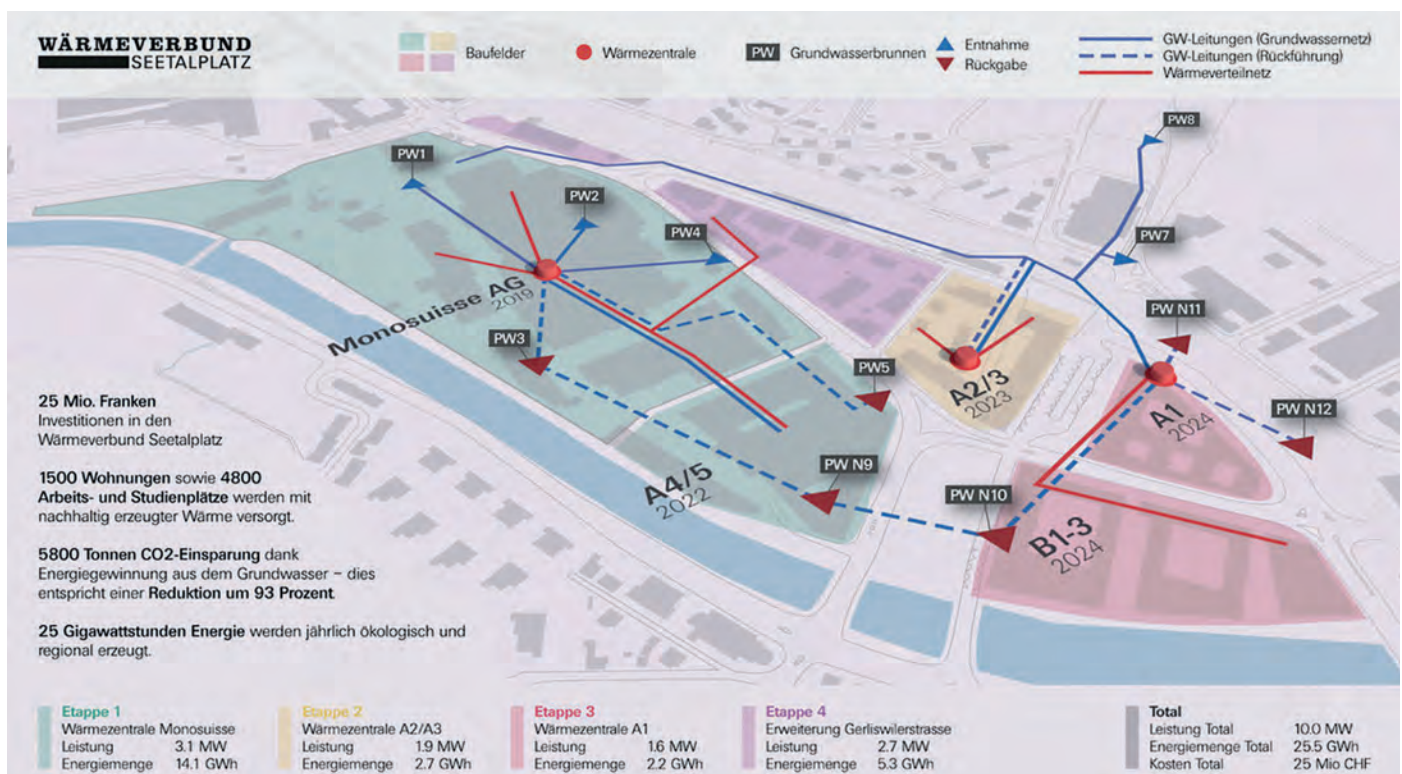 WÄRMEVERBUND
SEETALPLATZ
Baufelder
Wärmezentrale
PW Grundwasserbrunnen
Entnahme
Rückgabe
GW-Leitungen (Grundwassernetz)
GW-Leitungen (Rückführung)
Wärmeverteilnetz
PW8
PW1
PW2
PW4
PW7
Monosuisse AG
2019
PW3
PW N11
PW5
A2/3
2023
A1
2024
PW N12
A4/5
2022
PW N9
PW N10
B1-3
2024
25 Mio. Franken
Investitionen in den
Wärmeverbund Seetalplatz
1500 Wohnungen sowie 4800
Arbeits- und Studienplätze werden mit
nachhaltig erzeugter Wärme versorgt.
5800 Tonnen CO2-Einsparung dank
Energiegewinnung aus dem Grundwasser – dies
entspricht einer Reduktion um 93 Prozent.
25 Gigawattstunden Energie werden jährlich ökologisch und
regional erzeugt.
Etappe 1
Wärmezentrale Monosuisse
Leistung 3.1 MW
Energiemenge 14.1 GWh
Etappe 2
Wärmezentrale A2/A3
Leistung 1.9 MW
Energiemenge 2.7 GWh
Etappe 3
Wärmezentrale A1
Leistung 1.6 MW
Energiemenge 2.2 GWh
Etappe 4
Erweiterung Gerliswilerstrasse
Leistung 2.7 MW
Energiemenge 5.3 GWh
Total
Leistung Total 10.0 MW
Energiemenge Total 25.5 GWh
Kosten Total 25 Mio CHF